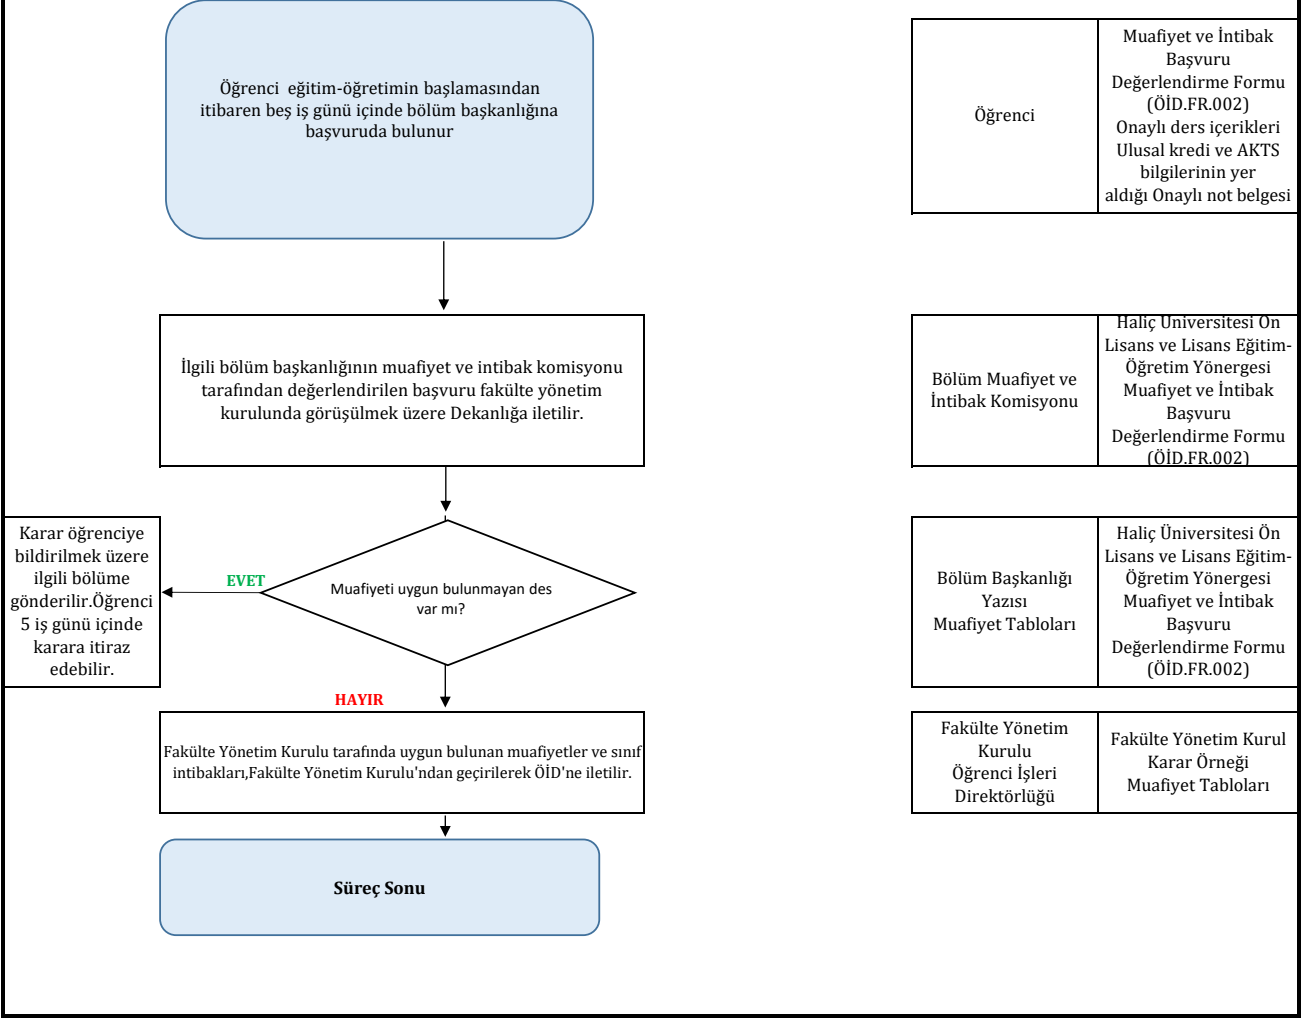 Öğrenci  eğitim-öğretimin başlamasından
itibaren beş iş günü içinde bölüm başkanlığına
başvuruda bulunur
Öğrenci
Muafiyet ve İntibak
Başvuru
Değerlendirme Formu
(ÖİD.FR.002)
Onaylı ders içerikleri
Ulusal kredi ve AKTS
bilgilerinin yer
aldığı Onaylı not belgesi
İlgili bölüm başkanlığının muafiyet ve intibak komisyonu
tarafından değerlendirilen başvuru fakülte yönetim
kurulunda görüşülmek üzere Dekanlığa iletilir.
Bölüm Muafiyet ve
İntibak Komisyonu
Haliç Üniversitesi Ön
Lisans ve Lisans Eğitim-
Öğretim Yönergesi
Muafiyet ve İntibak
Başvuru
Değerlendirme Formu
(ÖİD.FR.002)
Karar öğrenciye
bildirilmek üzere
ilgili bölüme
gönderilir.Öğrenci
5 iş günü içinde
karara itiraz
edebilir.
EVET
Muafiyeti uygun bulunmayan des
var mı?
HAYIR
Bölüm Başkanlığı
Yazısı
Muafiyet Tabloları
Haliç Üniversitesi Ön
Lisans ve Lisans Eğitim-
Öğretim Yönergesi
Muafiyet ve İntibak
Başvuru
Değerlendirme Formu
(ÖİD.FR.002)
Fakülte Yönetim Kurulu tarafında uygun bulunan muafiyetler ve sınıf
intibakları,Fakülte Yönetim Kurulu'ndan geçirilerek ÖİD'ne iletilir.
Fakülte Yönetim
Kurulu
Öğrenci İşleri
Direktörlüğü
Fakülte Yönetim Kurul
Karar Örneği
Muafiyet Tabloları
Süreç Sonu